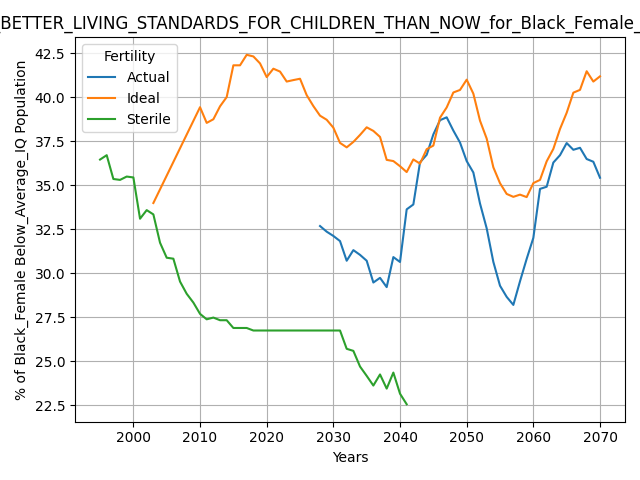 _BETTER_LIVING_STANDARDS_FOR_CHILDREN_THAN_NOW_for_Black_Female_
% of Black_Female Below_Average_IQ Population
42.5
40.0
37.5
35.0
32.5
30.0
27.5
25.0
22.5
Fertility
Actual
Ideal
Sterile
2000 2010 2020 2030 2040 2050 2060 2070
Years